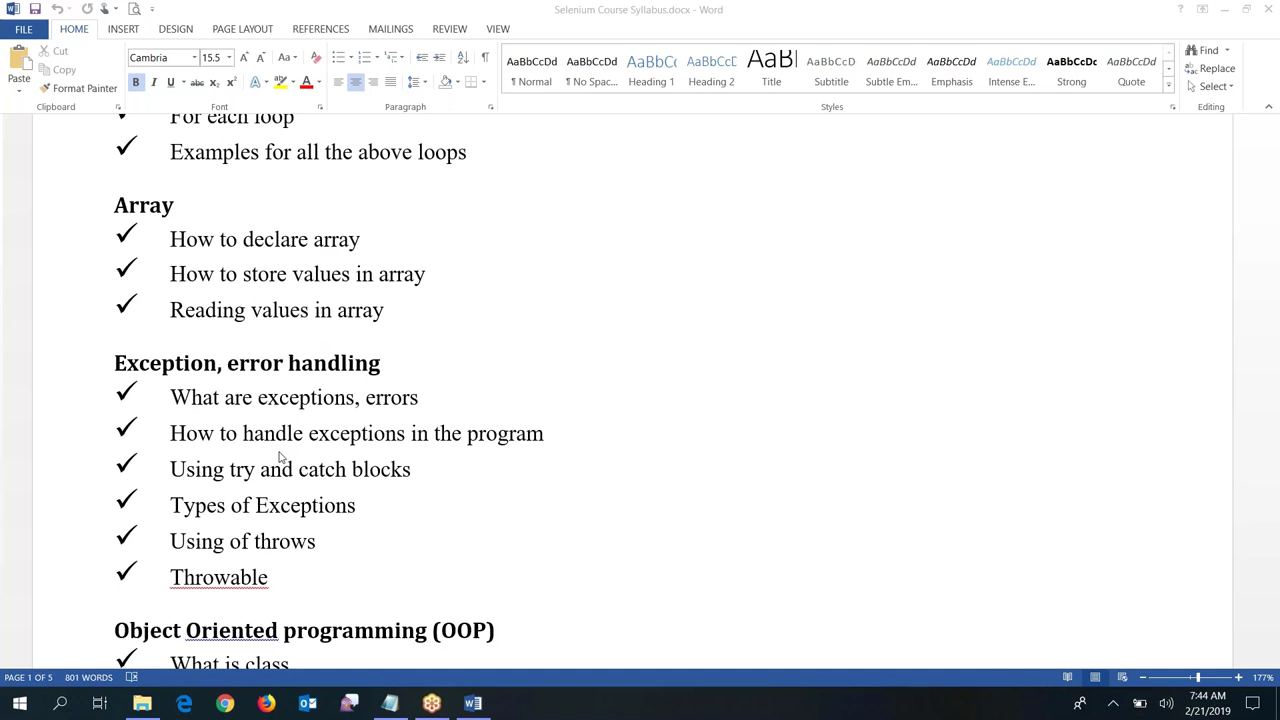 Selenium Course Syllabus.docx - Word
FILE HOME INSERT DESIGN PAGE LAYOUT REFERENCES MAILINGS REVIEW VIEW
Paste
Cut
Copy
Format Painter
Clipboard
Cambria 15.5
Font
Paragraph
AaBbCcDd AaBbCcDd AaBbCc AaBbCcC AaBl AaBbCcD AaBbCcDd AaBbCcDd AaBbCcDd AaBbCcDc AaBbCcDd
¶ Normal ¶ No Spac... Heading 1 Heading 2 Title Subtitle Subtle Em... Emphasis Intense E... Strong Quote
Styles
Find
Replace
Select
Editing
For each loop
Examples for all the above loops
Array
How to declare array
How to store values in array
Reading values in array
Exception, error handling
What are exceptions, errors
How to handle exceptions in the program
Using try and catch blocks
Types of Exceptions
Using of throws
Throwable
Object Oriented programming (OOP)
What is class
PAGE 1 OF 5 801 WORDS
177%
7:44 AM
2/21/2019